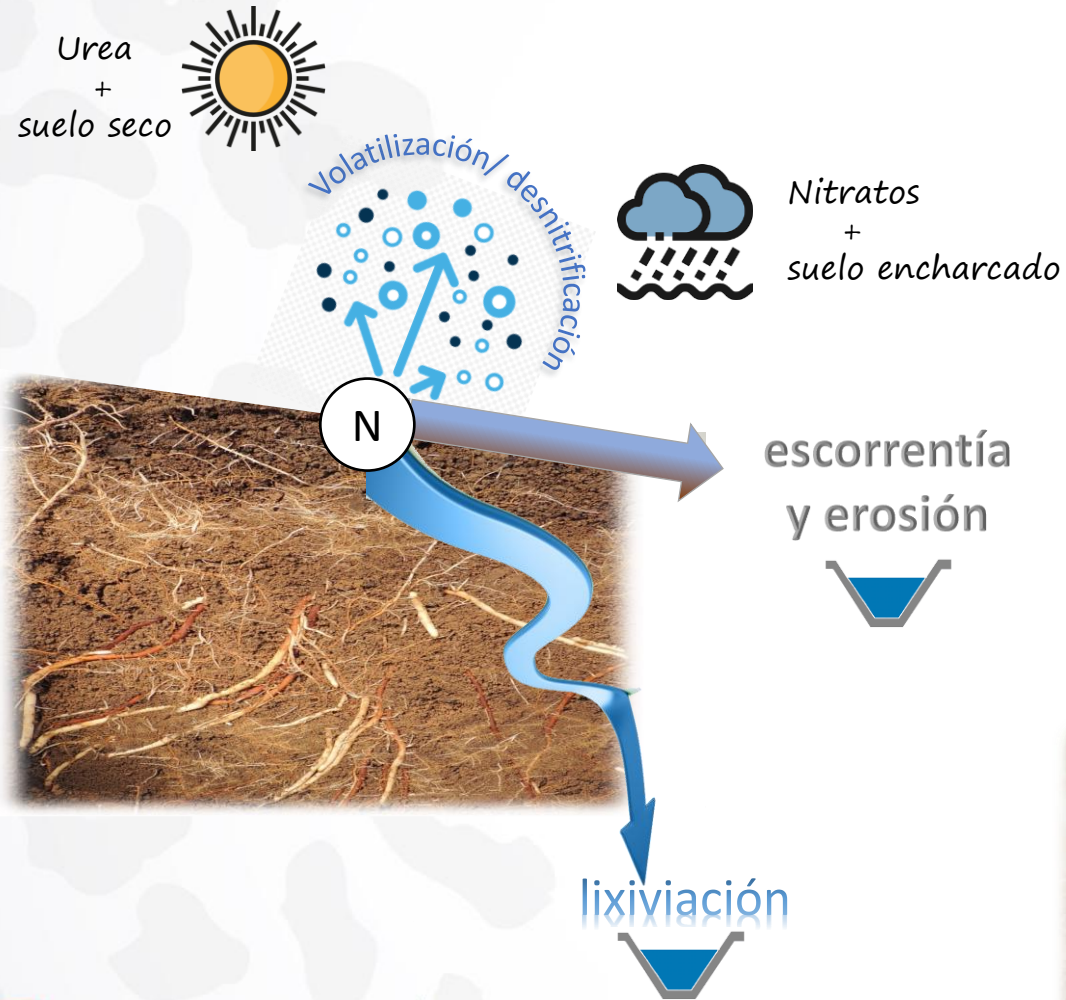 Urea
+
suelo seco
Volatilización/ desnitrificación
Nitratos
+
suelo encharcado
N
escorrentía
y erosión
lixiviación